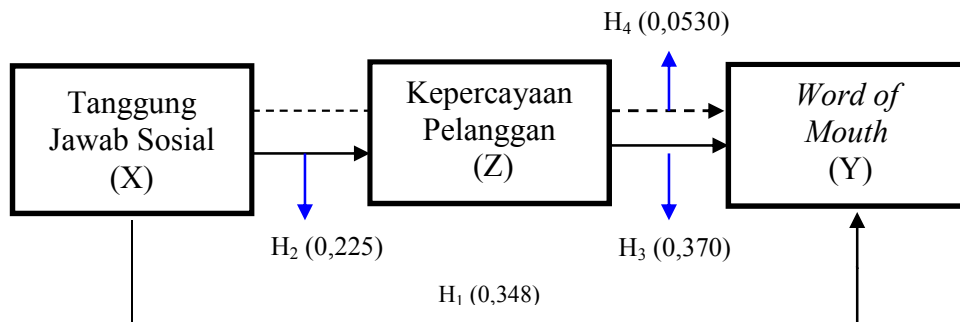 H₄ (0,0530)
Tanggung
Jawab Sosial
(X)
Kepercayaan
Pelanggan
(Z)
Word of
Mouth
(Y)
H₂ (0,225)
H₃ (0,370)
H₁ (0,348)